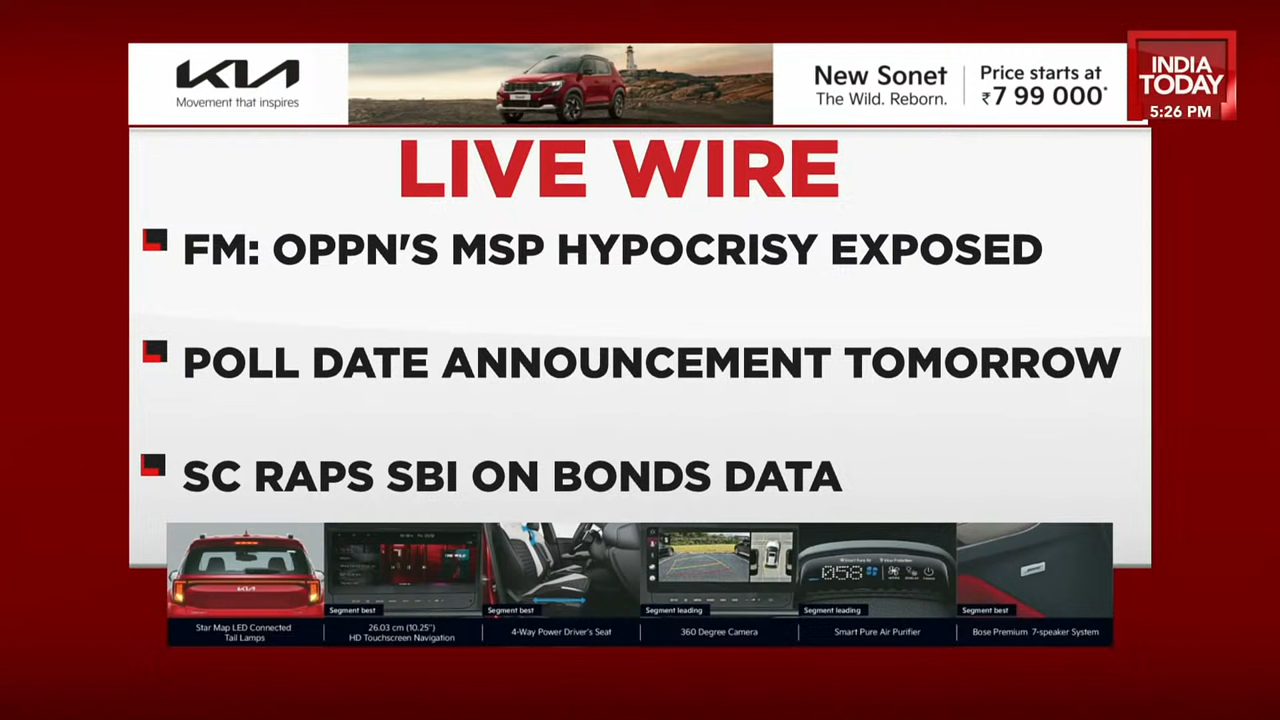 KIA
Movement that inspires
New Sonet
The Wild. Reborn.
Price starts at
₹7 99 000*
INDIA
TODAY
5:26 PM
LIVE WIRE
FM: OPPN'S MSP HYPOCRISY EXPOSED
POLL DATE ANNOUNCEMENT TOMORROW
SC RAPS SBI ON BONDS DATA
Segment best
Segment best
Segment leading
Segment leading
Segment best
Star Map LED Connected
Tail Lamps
26.03 cm (10.25")
HD Touchscreen Navigation
4-Way Power Driver's Seat
360 Degree Camera
Smart Pure Air Purifier
Bose Premium 7-speaker System